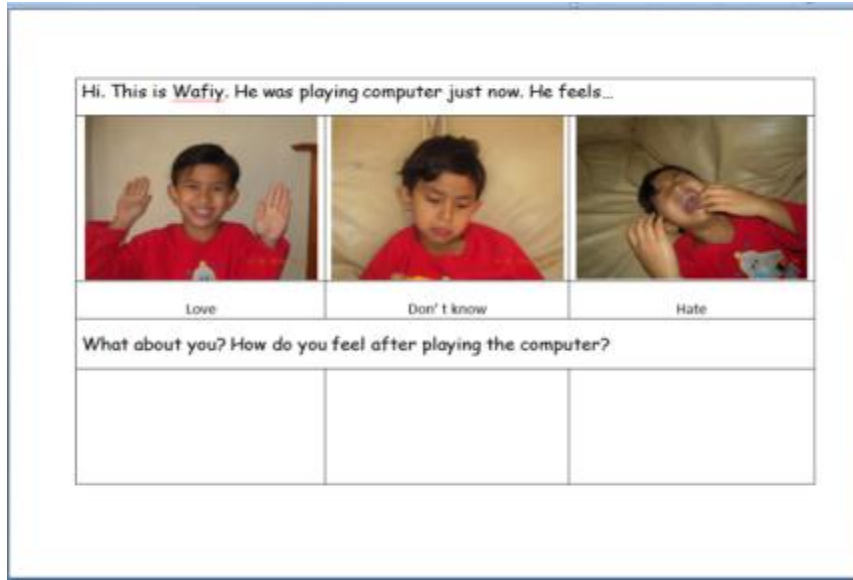 Hi. This is Wafiy. He was playing computer just now. He feels…
Love
Don't know
Hate
What about you? How do you feel after playing the computer?